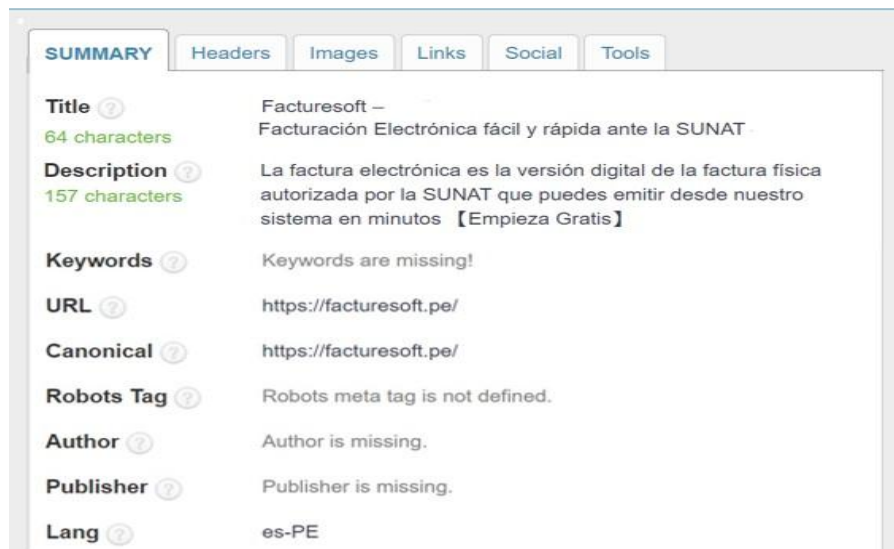 SUMMARY Headers Images Links Social Tools
Title ? Facturesoft –
64 characters Facturación Electrónica fácil y rápida ante la SUNAT
Description ? La factura electrónica es la versión digital de la factura física
157 characters autorizada por la SUNAT que puedes emitir desde nuestro
sistema en minutos 【Empieza Gratis】
Keywords ? Keywords are missing!
URL ? https://facturesoft.pe/
Canonical ? https://facturesoft.pe/
Robots Tag ? Robots meta tag is not defined.
Author ? Author is missing.
Publisher ? Publisher is missing.
Lang ? es-PE